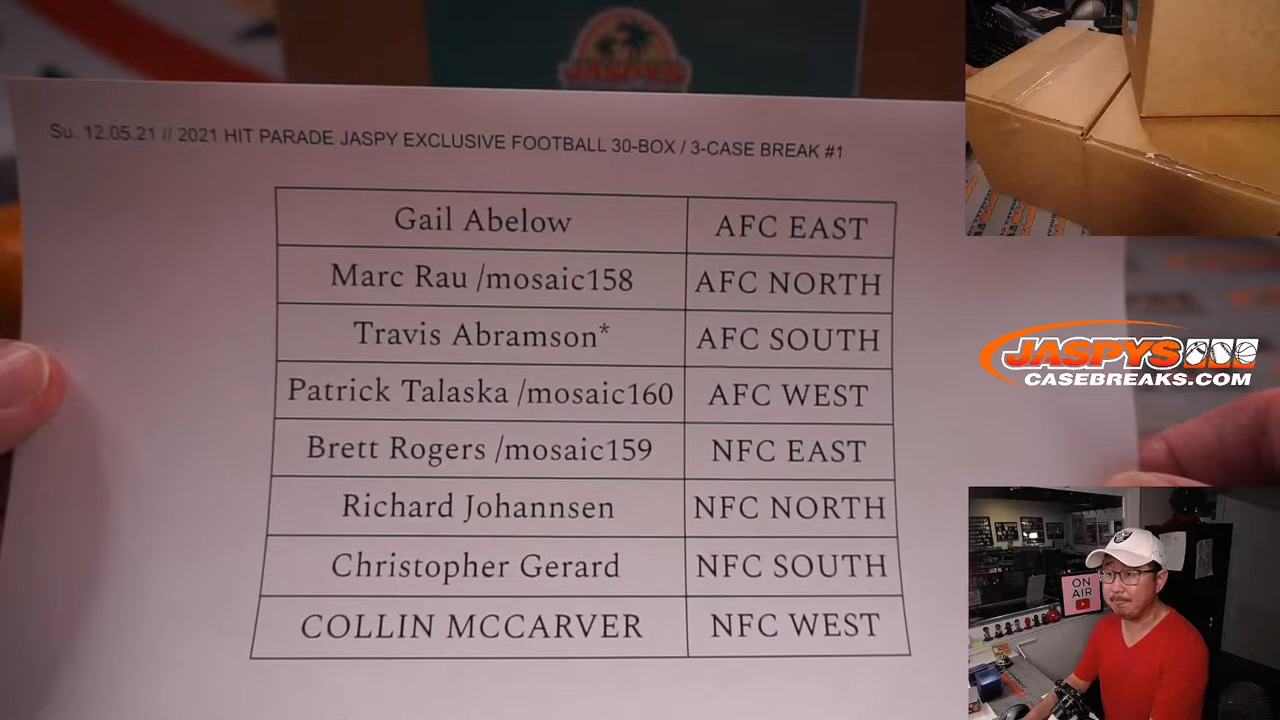 JASPYS
Su. 12.05.21 // 2021 HIT PARADE JASPY EXCLUSIVE FOOTBALL 30-BOX / 3-CASE BREAK #1
Gail Abelow AFC EAST
Marc Rau /mosaic158 AFC NORTH
Travis Abramson* AFC SOUTH
Patrick Talaska /mosaic160 AFC WEST
Brett Rogers /mosaic159 NFC EAST
Richard Johannsen NFC NORTH
Christopher Gerard NFC SOUTH
COLLIN MCCARVER NFC WEST
JASPYS
CASEBREAKS.COM
ON
AIR